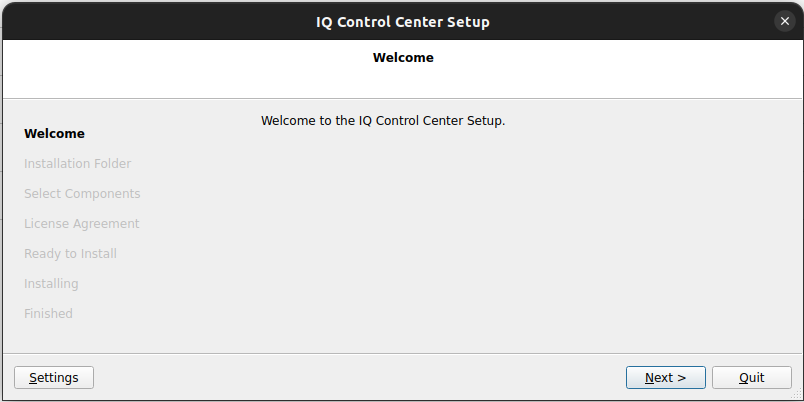 IQ Control Center Setup
Welcome
Welcome to the IQ Control Center Setup.
Welcome
Installation Folder
Select Components
License Agreement
Ready to Install
Installing
Finished
Settings
Next >
Quit